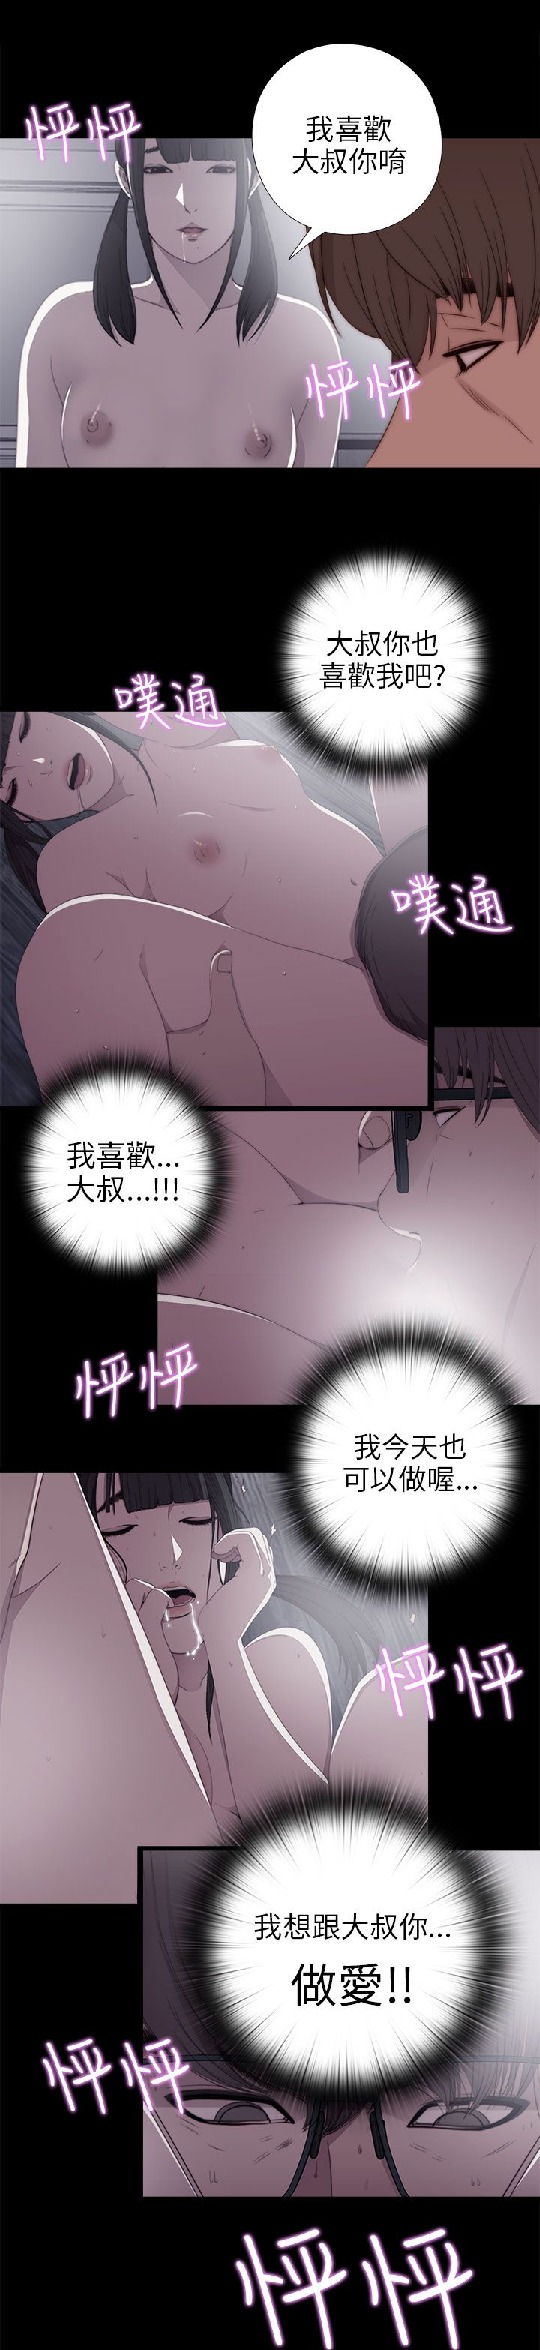 怦怦
我喜歡
大叔你唷
怦怦
大叔你也
喜歡我吧?
噗通
噗通
我喜歡...
大叔...!!!
怦怦
我今天也
可以做喔...
怦怦
我想跟大叔你...
做愛!!
怦怦
怦怦